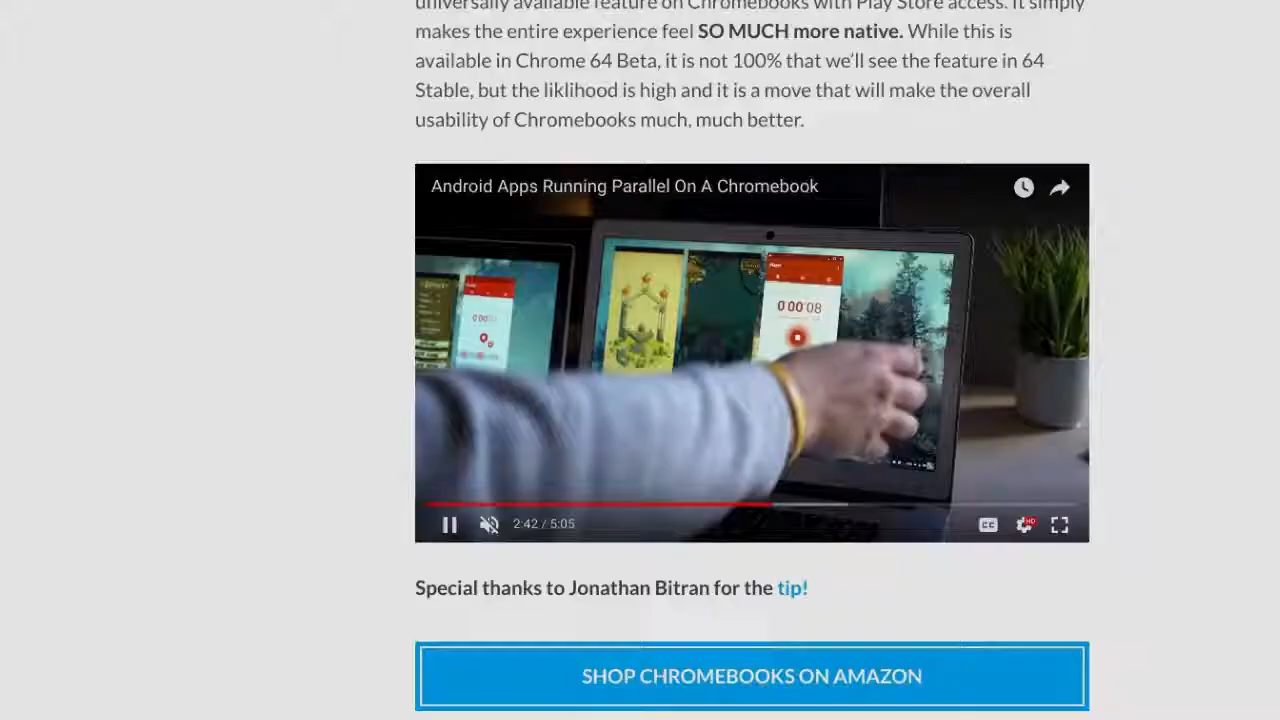 universally available feature on Chromebooks with Play Store access. It simply
makes the entire experience feel SO MUCH more native. While this is
available in Chrome 64 Beta, it is not 100% that we'll see the feature in 64
Stable, but the liklihood is high and it is a move that will make the overall
usability of Chromebooks much, much better.
Android Apps Running Parallel On A Chromebook
0 00 08
2:42 / 5:05
CC
HD
Special thanks to Jonathan Bitran for the tip!
SHOP CHROMEBOOKS ON AMAZON